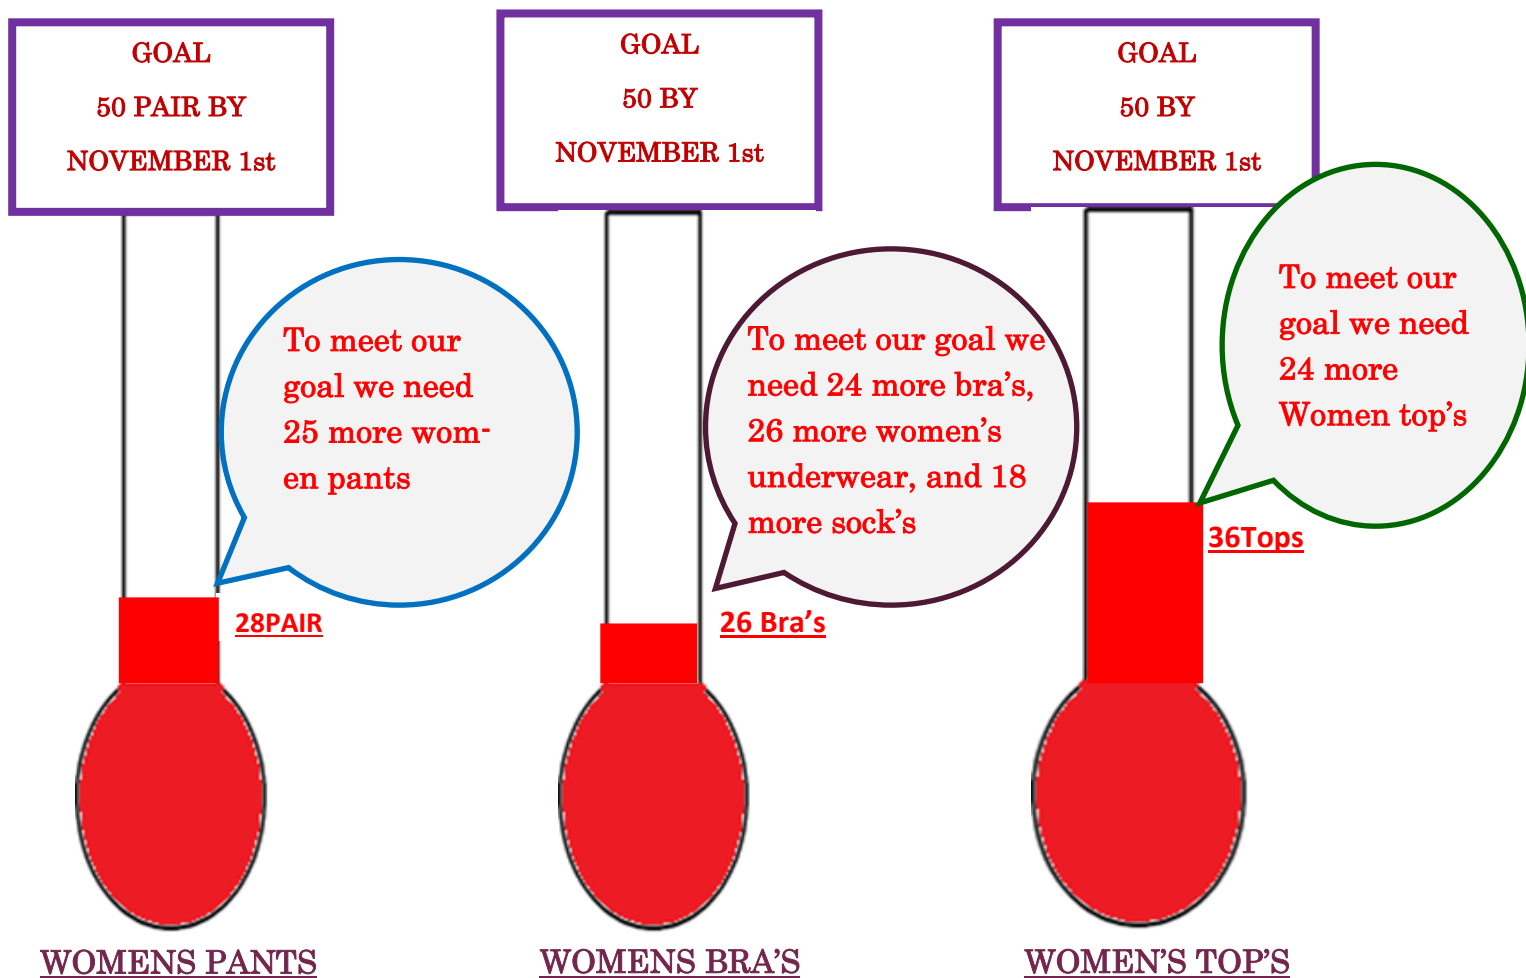 GOAL
50 PAIR BY
NOVEMBER 1st
GOAL
50 BY
NOVEMBER 1st
GOAL
50 BY
NOVEMBER 1st
To meet our
goal we need
25 more wom-
en pants
To meet our goal we
need 24 more bra’s,
26 more women’s
underwear, and 18
more sock’s
To meet our
goal we need
24 more
Women top’s
28PAIR
26 Bra’s
36Tops
WOMENS PANTS
WOMENS BRA’S
WOMEN’S TOP’S